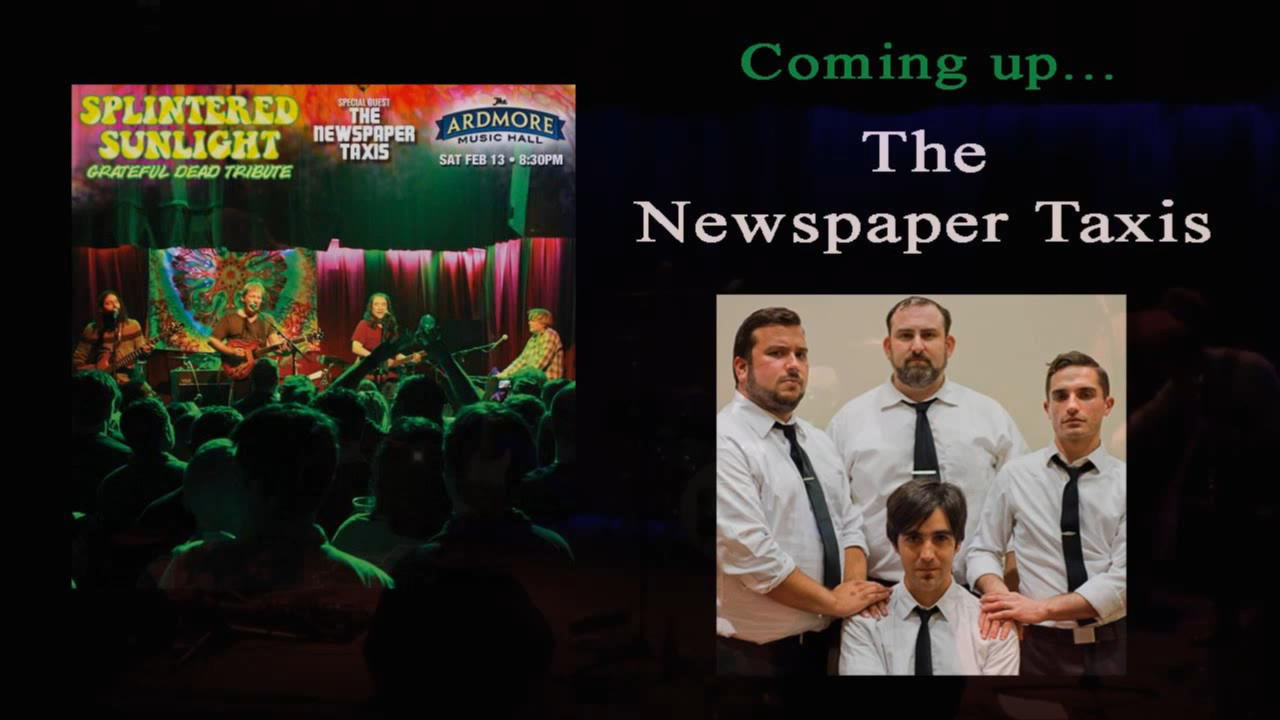 SPLINTERED
SUNLIGHT
GRATEFUL DEAD TRIBUTE
SPECIAL GUEST
THE
NEWSPAPER
TAXIS
The
ARDMORE
MUSIC HALL
SAT FEB 13 • 8:30PM
Coming up...
The
Newspaper Taxis